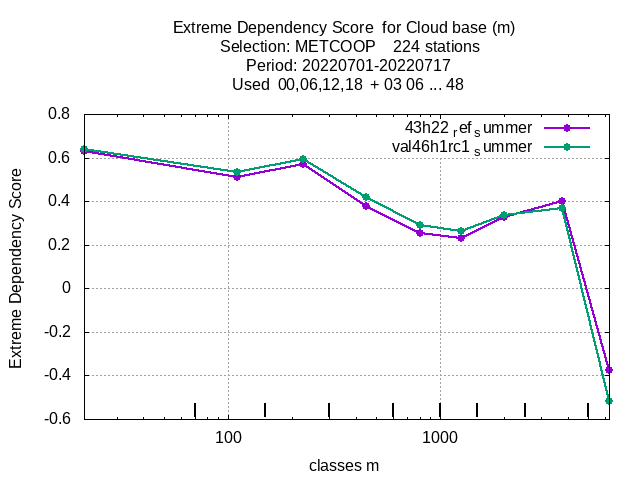 Extreme Dependency Score  for Cloud base (m)
Selection: METCOOP    224 stations
Period: 20220701-20220717
Used  00,06,12,18  + 03 06 ... 48
43h22 ref summer
val46h1rc1 summer
Extreme Dependency Score
0.8
0.6
0.4
0.2
0
-0.2
-0.4
-0.6
100 1000
classes m